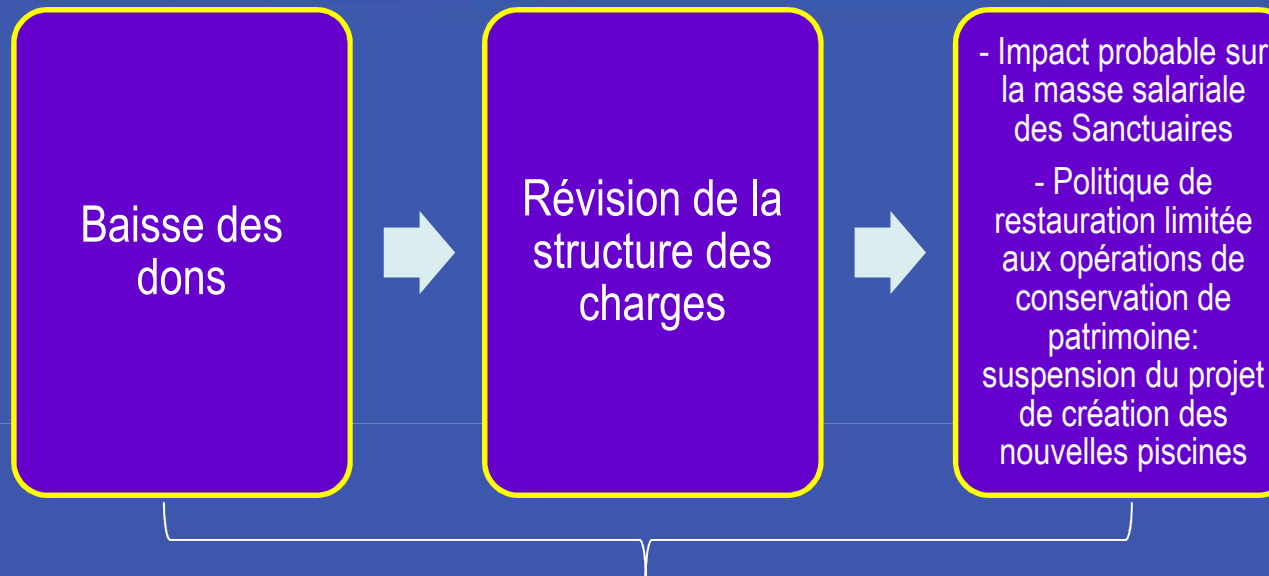 Baisse des
dons
Révision de la
structure des
charges
- Impact probable sur
la masse salariale
des Sanctuaires
- Politique de
restauration limitée
aux opérations de
conservation de
patrimoine:
suspension du projet
de création des
nouvelles piscines